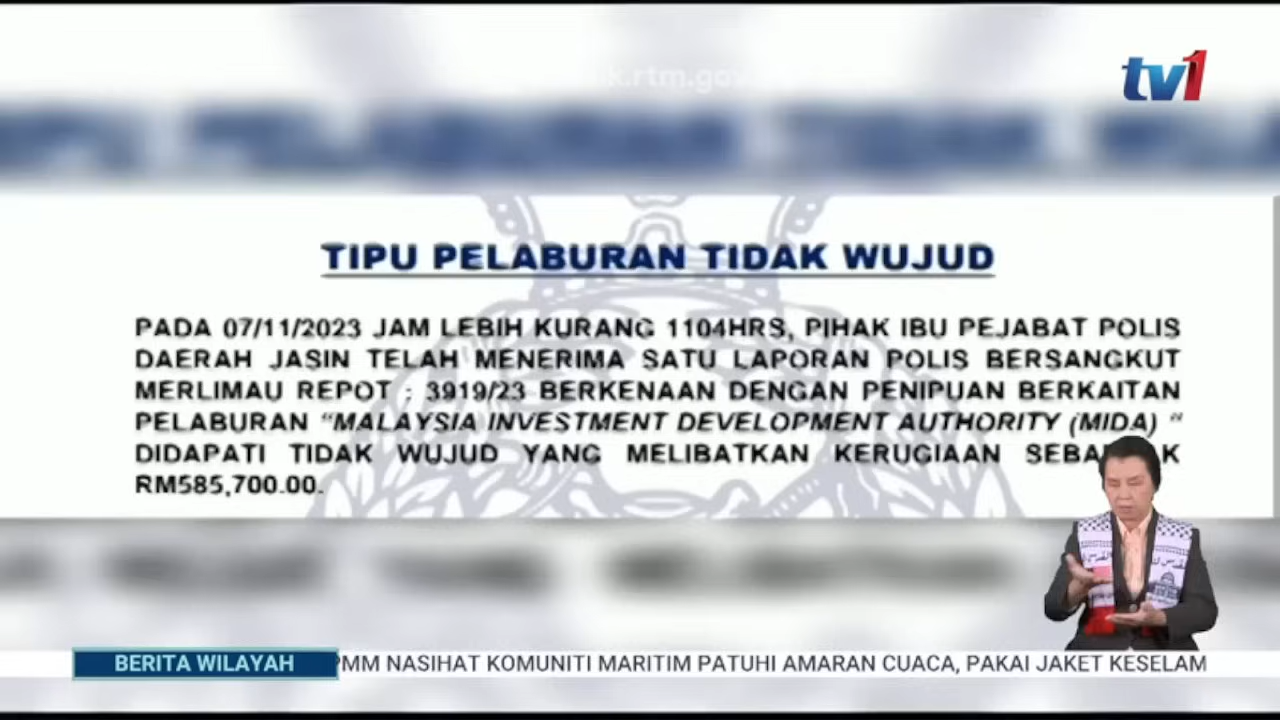 tv1
TIPU PELABURAN TIDAK WUJUD
PADA 07/11/2023 JAM LEBIH KURANG 1104HRS, PIHAK IBU PEJABAT POLIS
DAERAH JASIN TELAH MENERIMA SATU LAPORAN POLIS BERSANGKUT
MERLIMAU REPOT : 3919/23 BERKENAAN DENGAN PENIPUAN BERKAITAN
PELABURAN “MALAYSIA INVESTMENT DEVELOPMENT AUTHORITY (MIDA) “
DIDAPATI TIDAK WUJUD YANG MELIBATKAN KERUGIAAN
RM585,700.00.
BERITA WILAYAH
PMM NASIHAT KOMUNITI MARITIM PATUHI AMARAN CUACA, PAKAI JAKET KESELAM